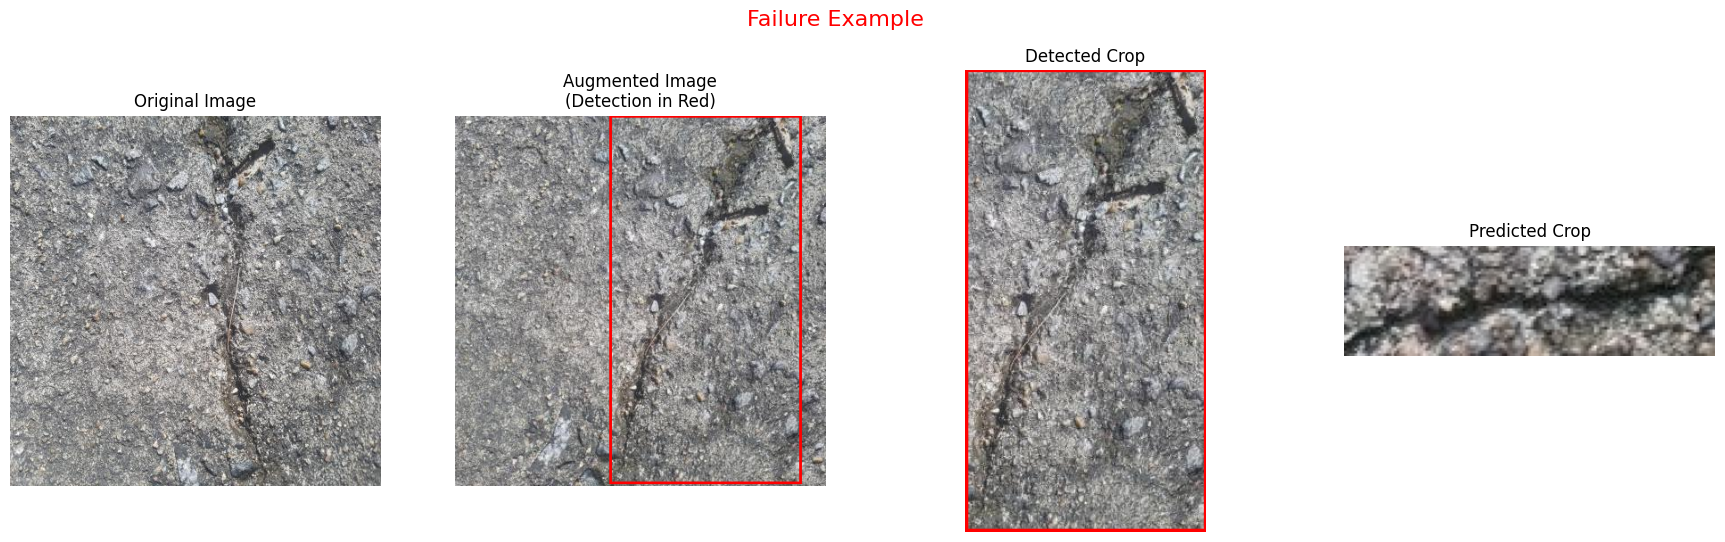 Failure Example
Original Image
Augmented Image
(Detection in Red)
Detected Crop
Predicted Crop